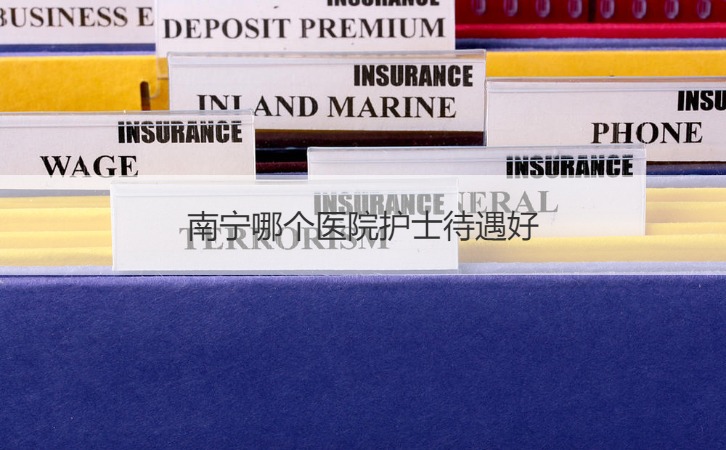 INSURANCE
BUSINESS E
DEPOSIT PREMIUM
INSURANCE
INLAND MARINE
INSU
PHONE
INSURANCE
WAGE
INSURANCE
NERAL
INSURANCE
TERRORISM
南宁哪个医院护士待遇好